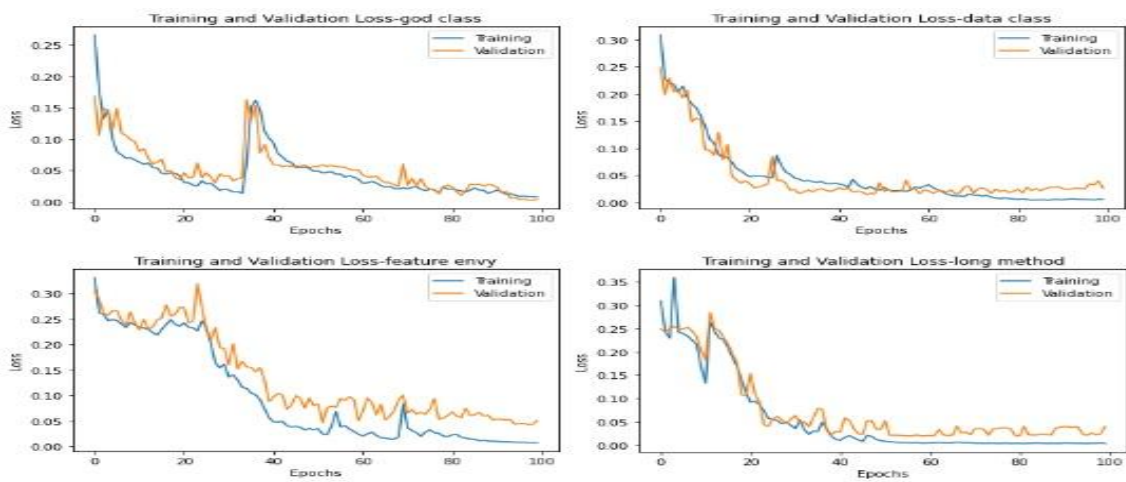 Training and Validation Loss-god class
Training
Validation
0.25
0.20
0.15
0.10
0.05
0.00
Loss
0 20 40 60 80 100
Epochs
Training and Validation Loss-data class
Training
Validation
0.30
0.25
0.20
0.15
0.10
0.05
0.00
Loss
0 20 40 60 80 100
Epochs
Training and Validation Loss-feature envy
Training
Validation
0.30
0.25
0.20
0.15
0.10
0.05
0.00
Loss
0 20 40 60 80 100
Epochs
Training and Validation Loss-long method
Training
Validation
0.35
0.30
0.25
0.20
0.15
0.10
0.05
0.00
Loss
0 20 40 60 80 100
Epochs